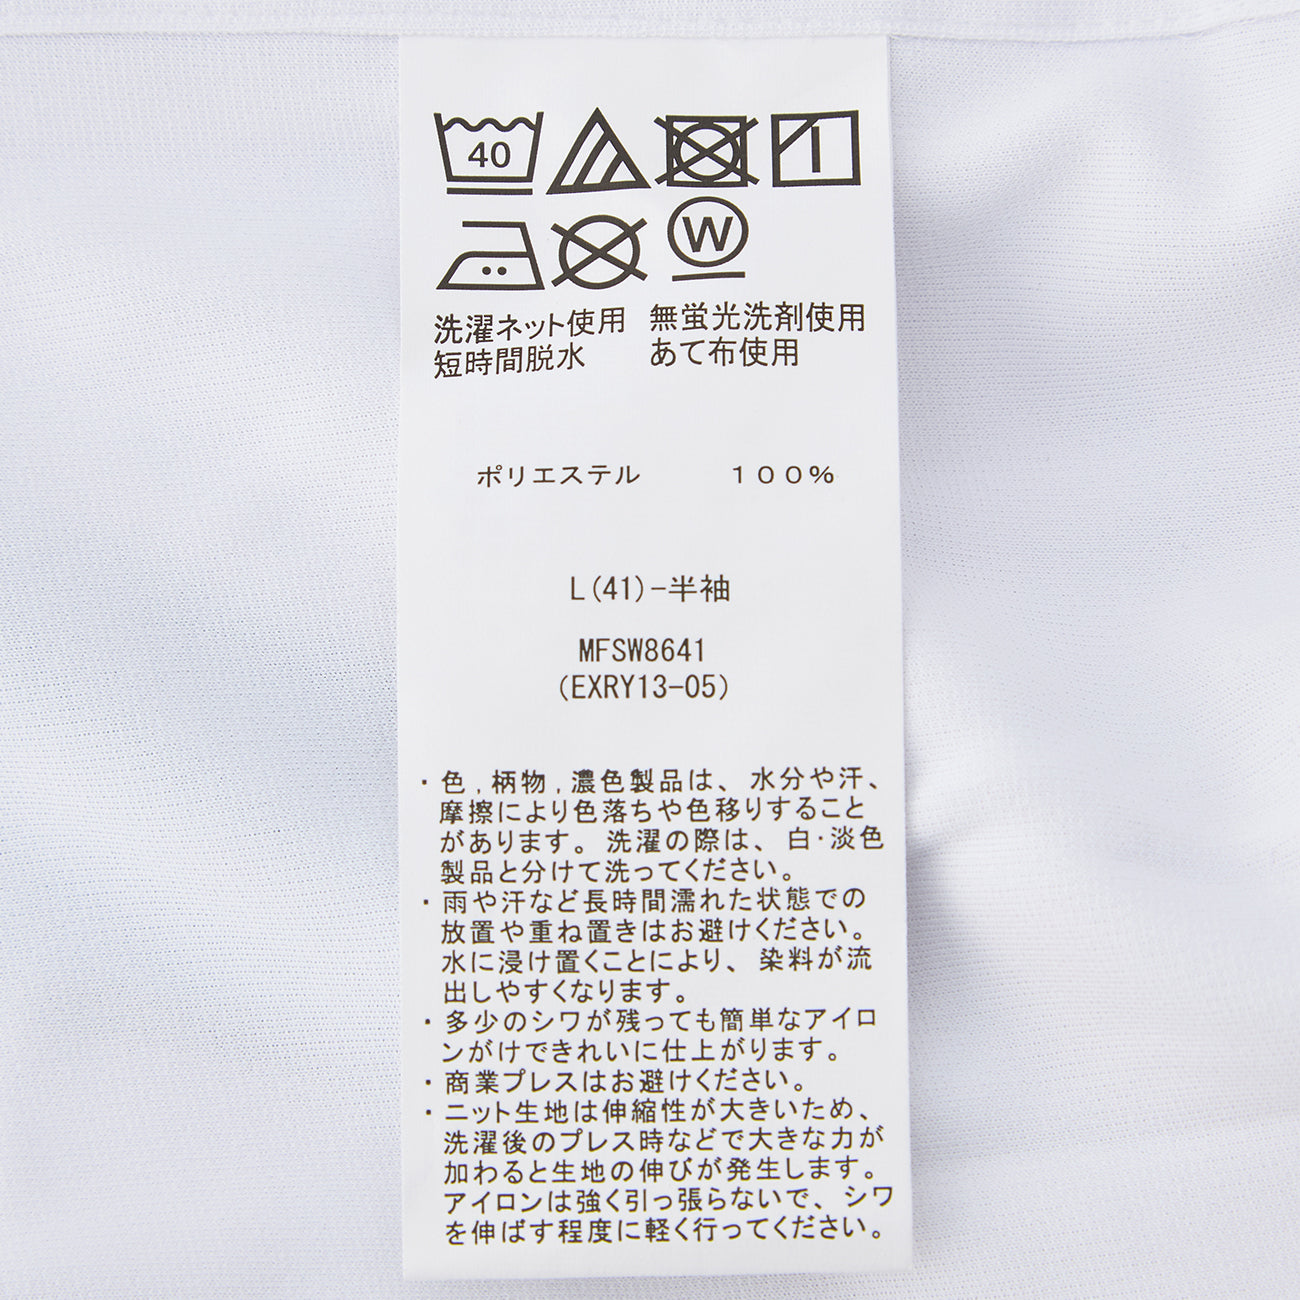 40
W
洗濯ネット使用 無蛍光洗剤使用
短時間脱水 あて布使用
ポリエステル 100%
L(41)-半袖
MFSW8641
(EXRY13-05)
・色,柄物,濃色製品は、水分や汗、
摩擦により色落ちや色移りすること
があります。洗濯の際は、白・淡色
製品と分けて洗ってください。
・雨や汗など長時間濡れた状態での
放置や重ね置きはお避けください。
水に浸け置くことにより、染料が流
出しやすくなります。
・多少のシワが残っても簡単なアイロ
ンがけできれいに仕上がります。
・商業プレスはお避けください。
・ニット生地は伸縮性が大きいため、
洗濯後のプレス時などで大きな力が
加わると生地の伸びが発生します。
アイロンは強く引っ張らないで、シワ
を伸ばす程度に軽く行ってください。